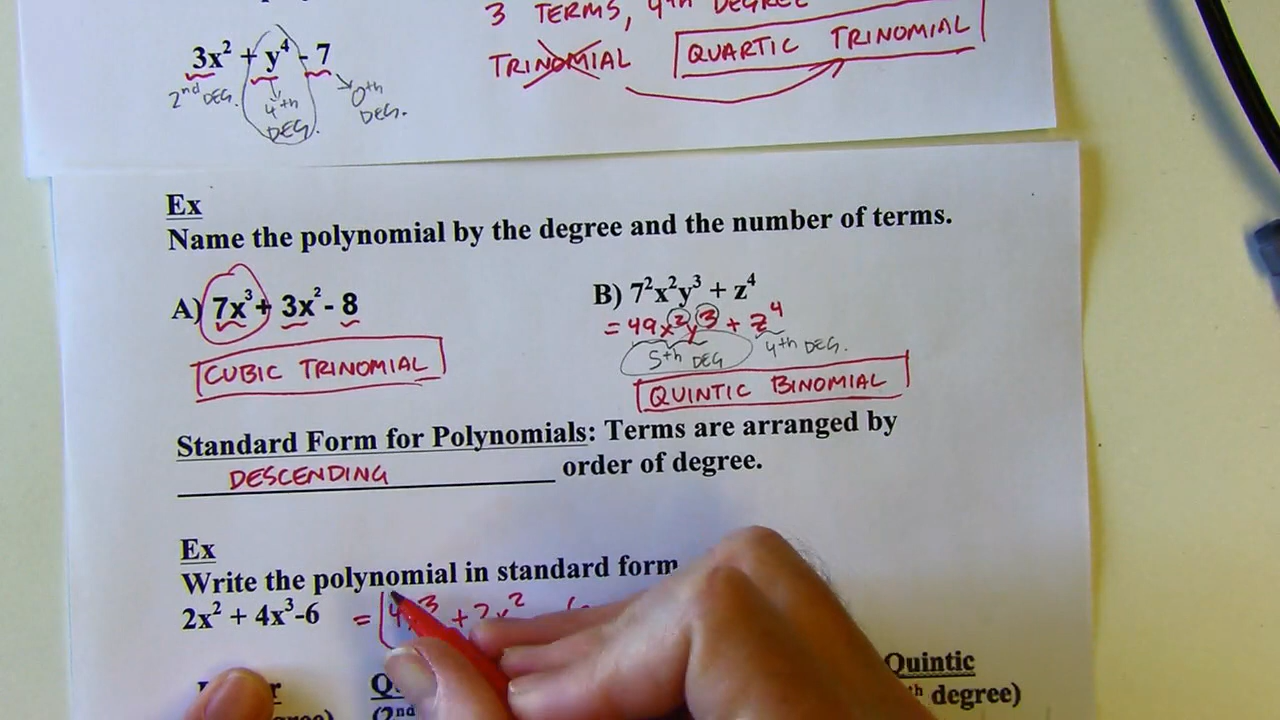 3 TERMS, 4TH DEGREE
3x² + y⁴ - 7
TRINOMIAL QUARTIC TRINOMIAL
2nd DEG. 4th DEG. 0th DEG.
Ex
Name the polynomial by the degree and the number of terms.
A) 7x³ + 3x² - 8
B) 7²x²y³ + z⁴
= 49x²y³ + z⁴
5th DEG 4th DEG.
CUBIC TRINOMIAL
QUINTIC BINOMIAL
Standard Form for Polynomials: Terms are arranged by
DESCENDING order of degree.
Ex
Write the polynomial in standard form
2x² + 4x³-6 = 4x³ + 2x²
Quintic
(2nd
degree)